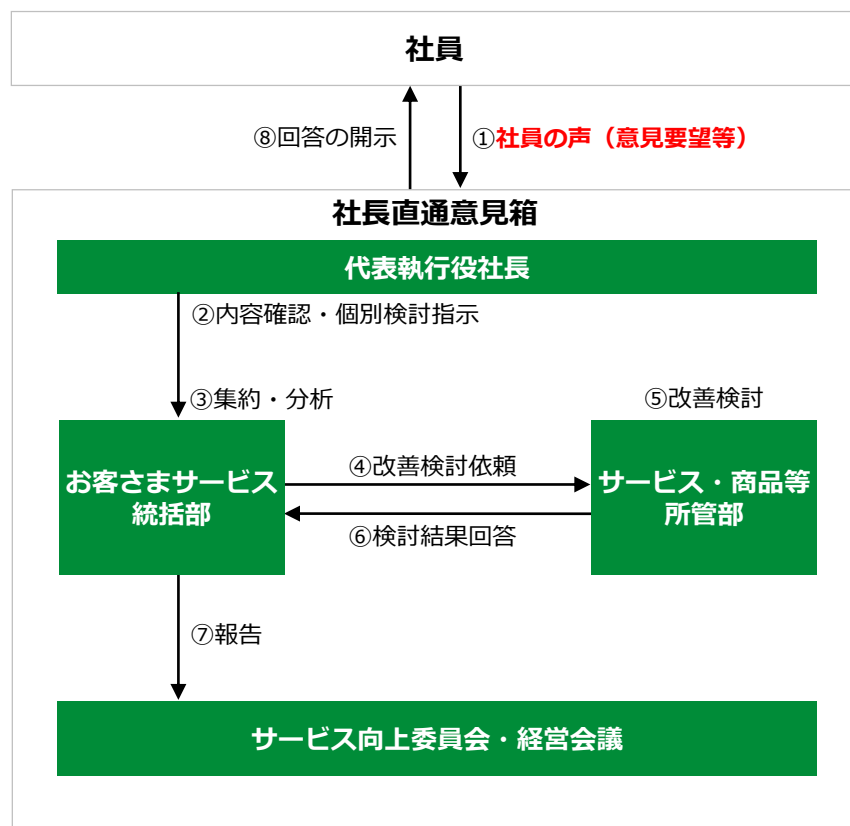 社員
⑧回答の開示
①社員の声（意見要望等）
社長直通意見箱
代表執行役社長
②内容確認・個別検討指示
③集約・分析
⑤改善検討
お客さまサービス
統括部
④改善検討依頼
サービス・商品等
所管部
⑥検討結果回答
⑦報告
サービス向上委員会・経営会議